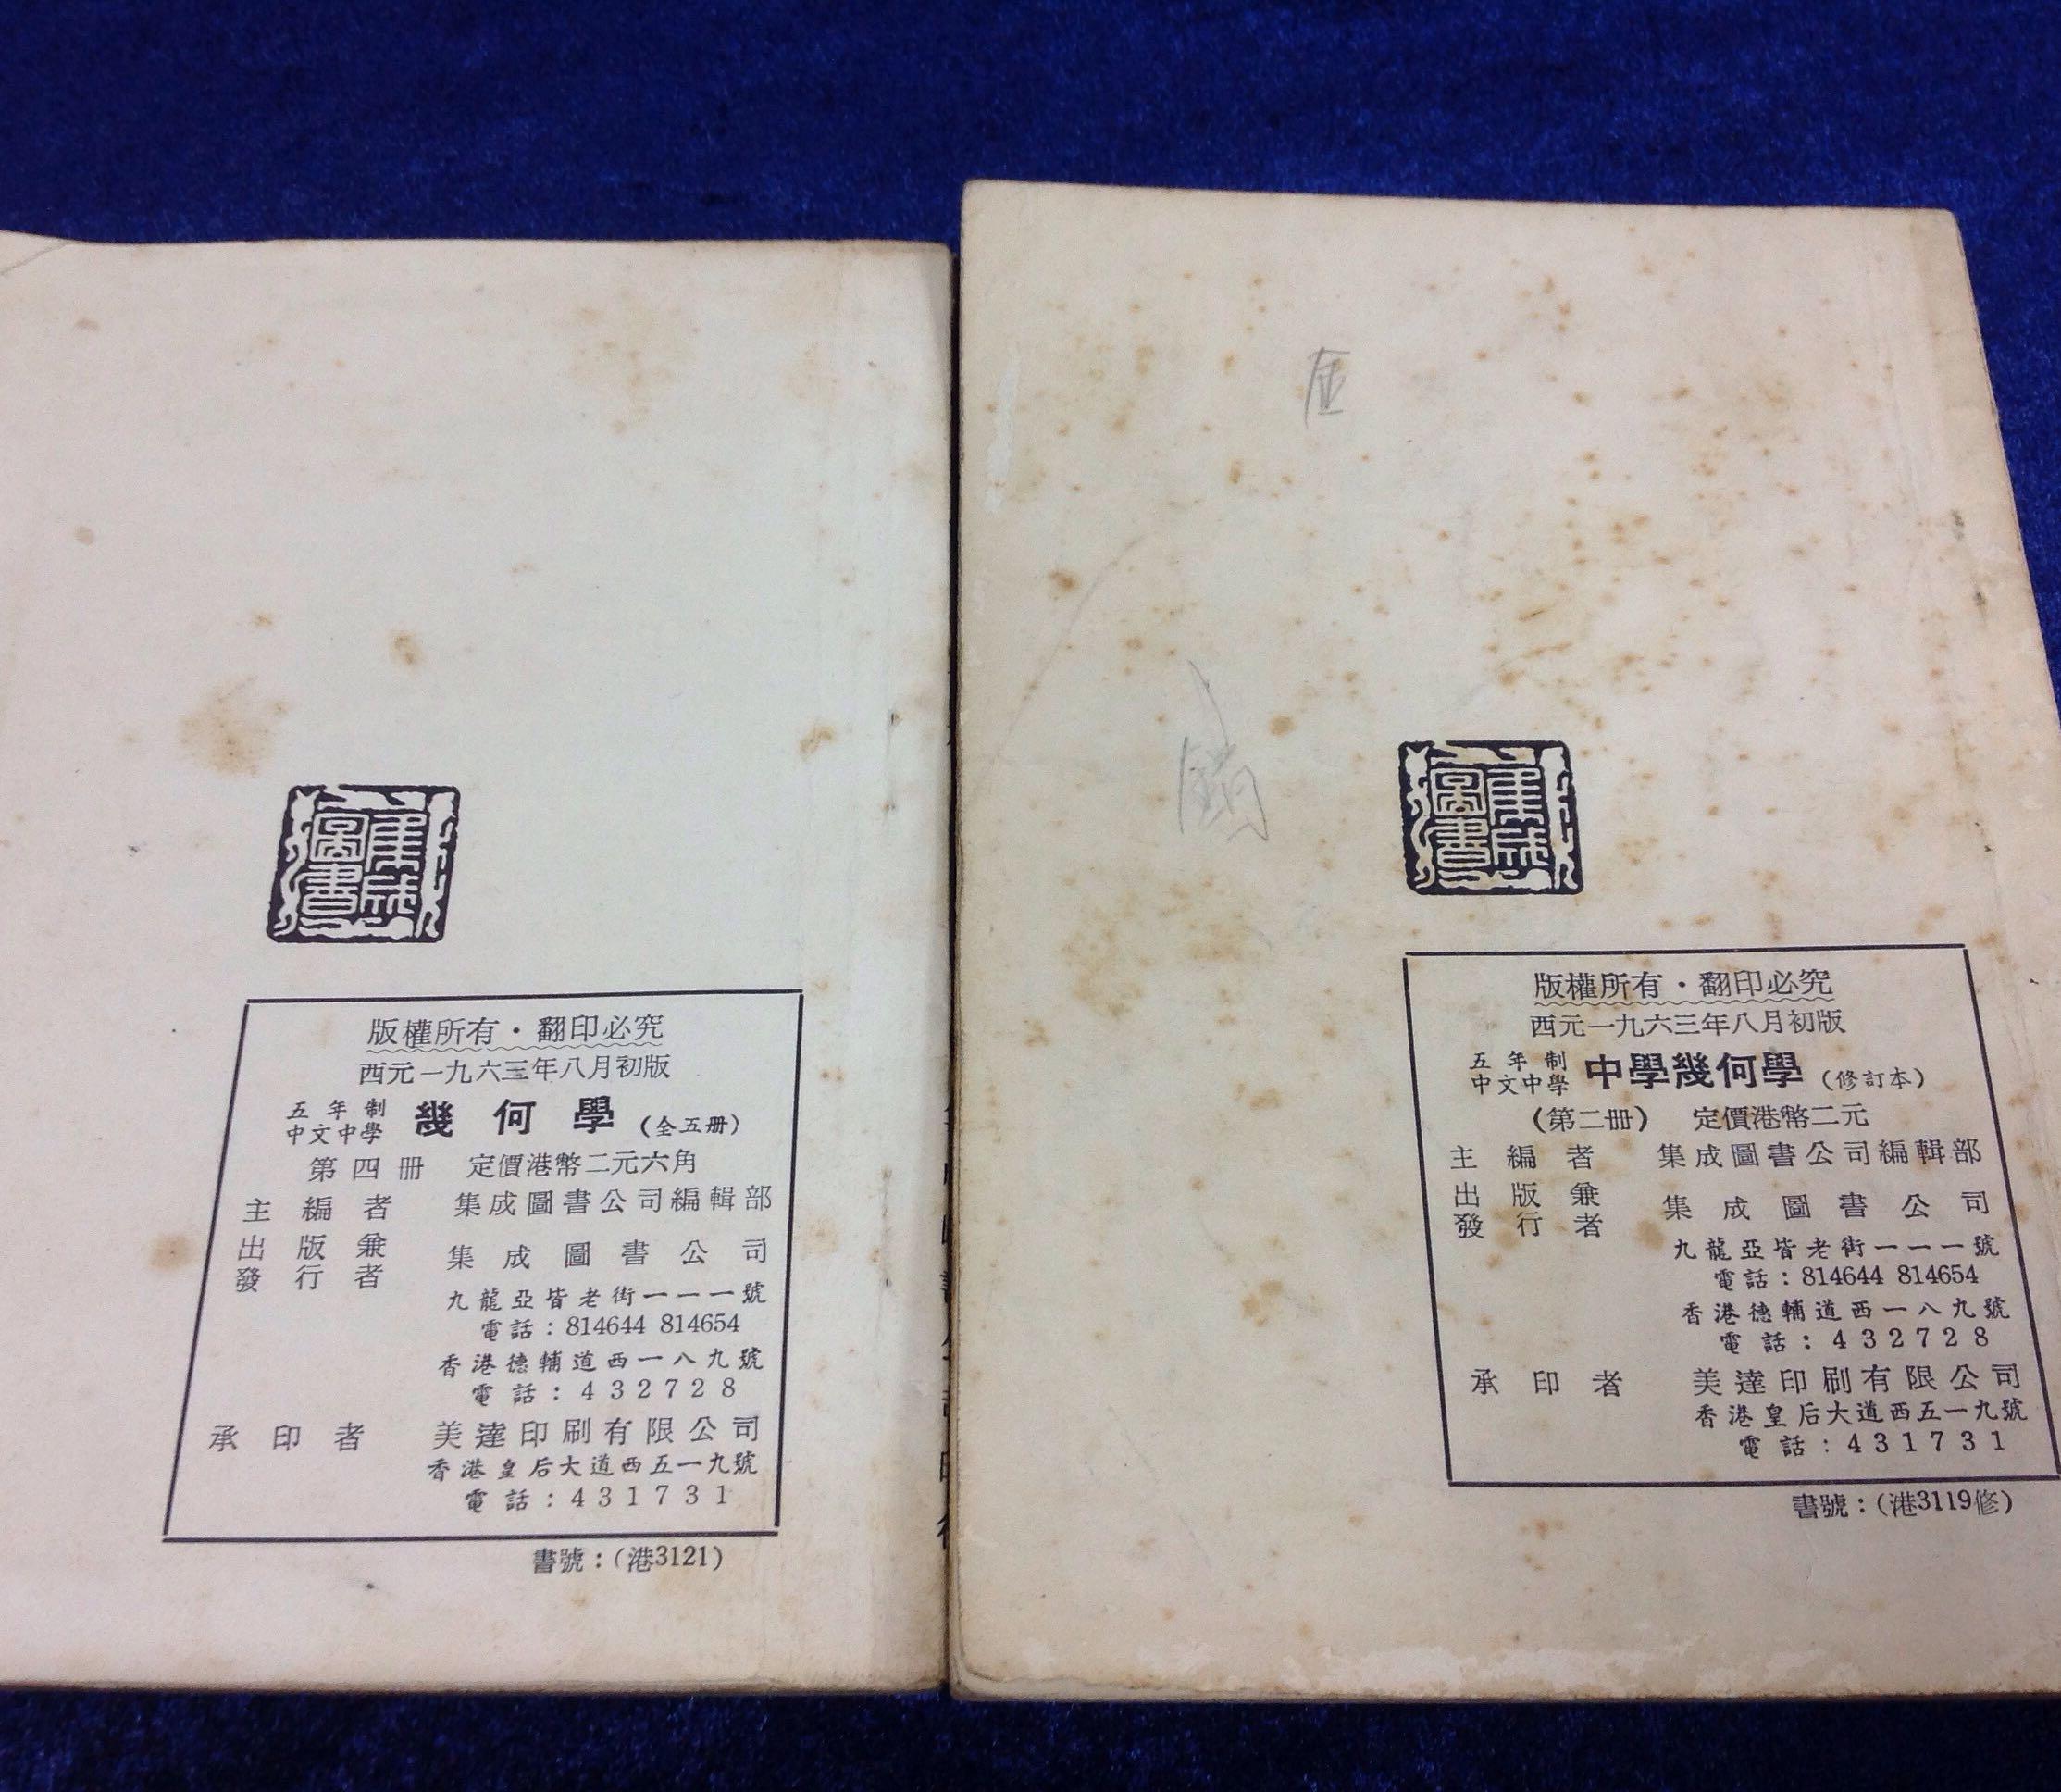 集成
圖書
版權所有・翻印必究
西元一九六三年八月初版
五年制
中文中學 幾何學 (全五册)
第四册 定價港幣二元六角
主編者 集成圖書公司編輯部
出版兼
發行者 集成圖書公司
九龍亞皆老街一一一號
電話：814644 814654
香港德輔道西一八九號
電話：432728
承印者 美達印刷有限公司
香港皇后大道西五一九號
電話：431731
書號：(港3121)
集成
圖書
版權所有・翻印必究
西元一九六三年八月初版
五年制
中文中學 中學幾何學 (修訂本)
(第二册) 定價港幣二元
主編者 集成圖書公司編輯部
出版兼
發行者 集成圖書公司
九龍亞皆老街一一一號
電話：814644 814654
香港德輔道西一八九號
電話：432728
承印者 美達印刷有限公司
香港皇后大道西五一九號
電話：431731
書號：(港3119修)